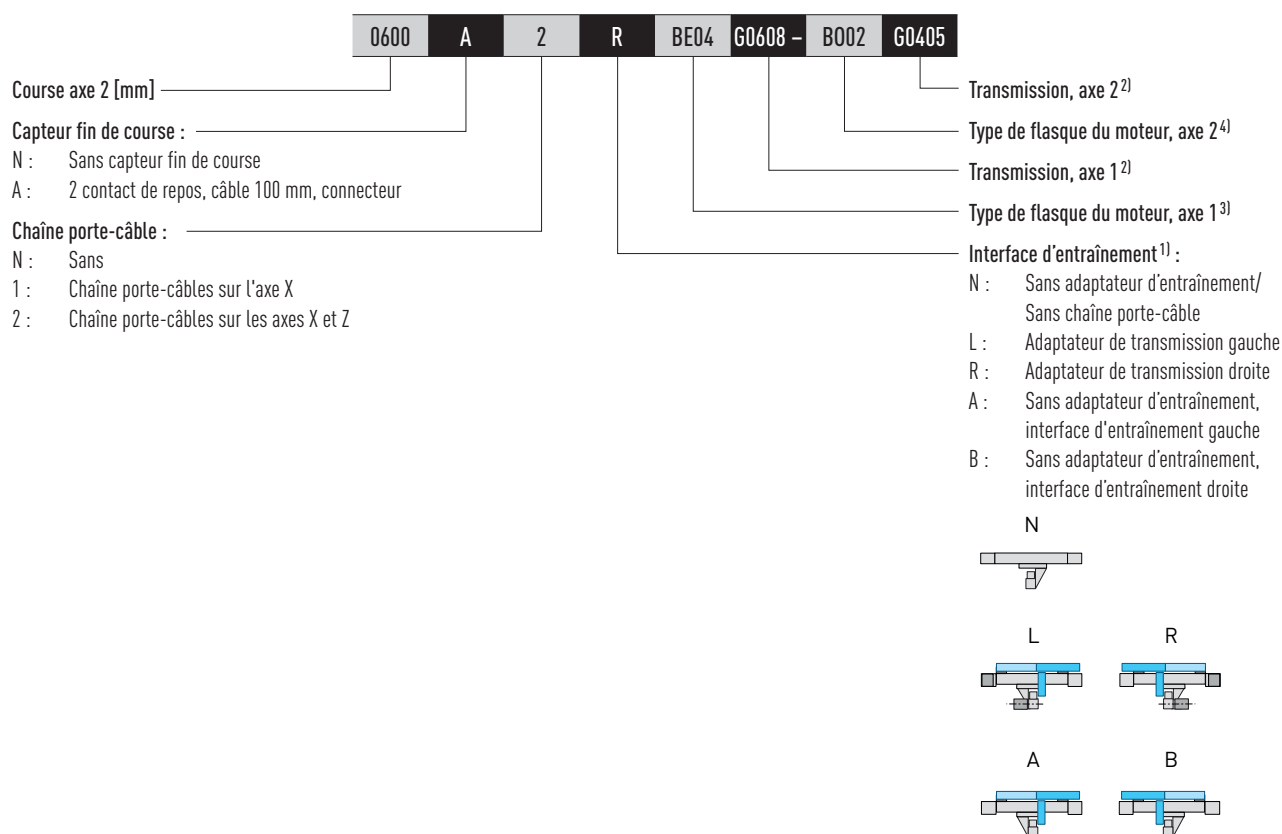 0600 A 2 R BE04 G0608 – B002 G0405
Course axe 2 [mm]
Capteur fin de course :
N : Sans capteur fin de course
A : 2 contact de repos, câble 100 mm, connecteur
Chaîne porte-câble :
N : Sans
1 : Chaîne porte-câbles sur l'axe X
2 : Chaîne porte-câbles sur les axes X et Z
Transmission, axe 2 2)
Type de flasque du moteur, axe 2 4)
Transmission, axe 1 2)
Type de flasque du moteur, axe 1 3)
Interface d’entraînement 1) :
N : Sans adaptateur d’entraînement/
Sans chaîne porte-câble
L : Adaptateur de transmission gauche
R : Adaptateur de transmission droite
A : Sans adaptateur d’entraînement,
interface d'entraînement gauche
B : Sans adaptateur d’entraînement,
interface d’entraînement droite
N
L R
A B